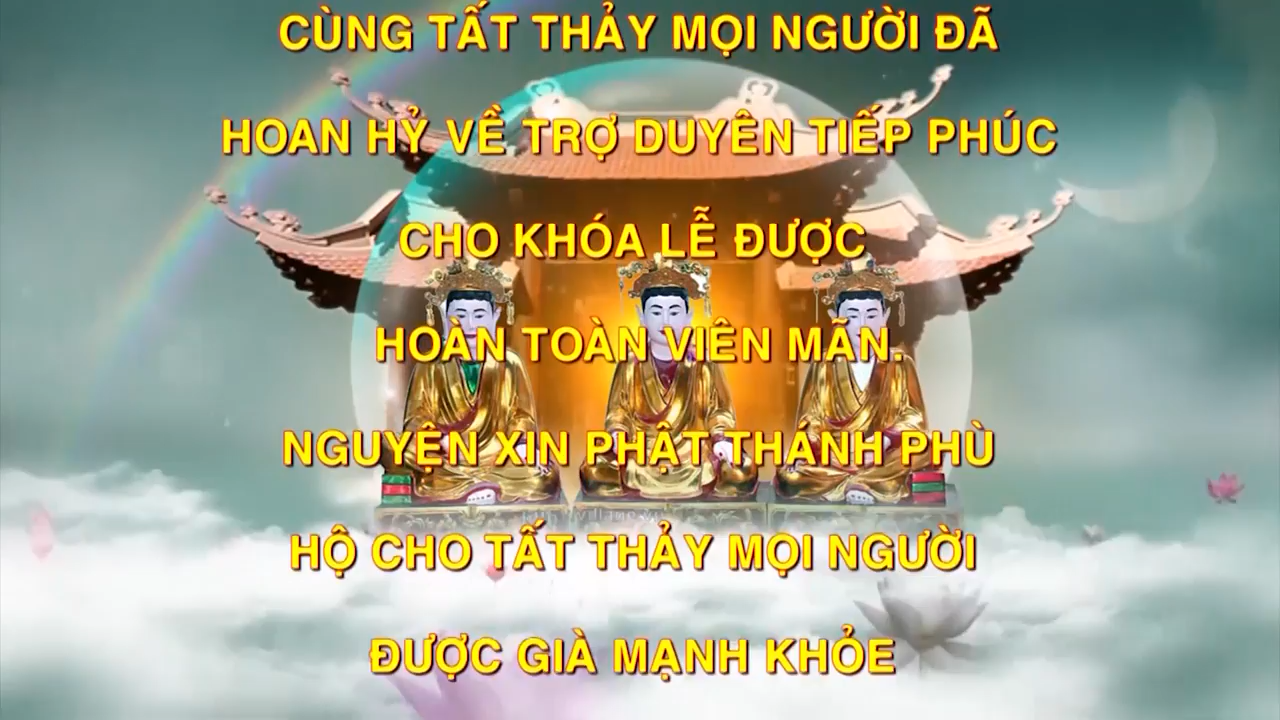 CÙNG TẤT THẢY MỌI NGƯỜI ĐÃ
HOAN HỶ VỀ TRỢ DUYÊN TIẾP PHÚC
CHO KHÓA LỄ ĐƯỢC
HOÀN TOÀN VIÊN MÃN.
NGUYỆN XIN PHẬT THÁNH PHÙ
HỘ CHO TẤT THẢY MỌI NGƯỜI
ĐƯỢC GIÀ MẠNH KHỎE